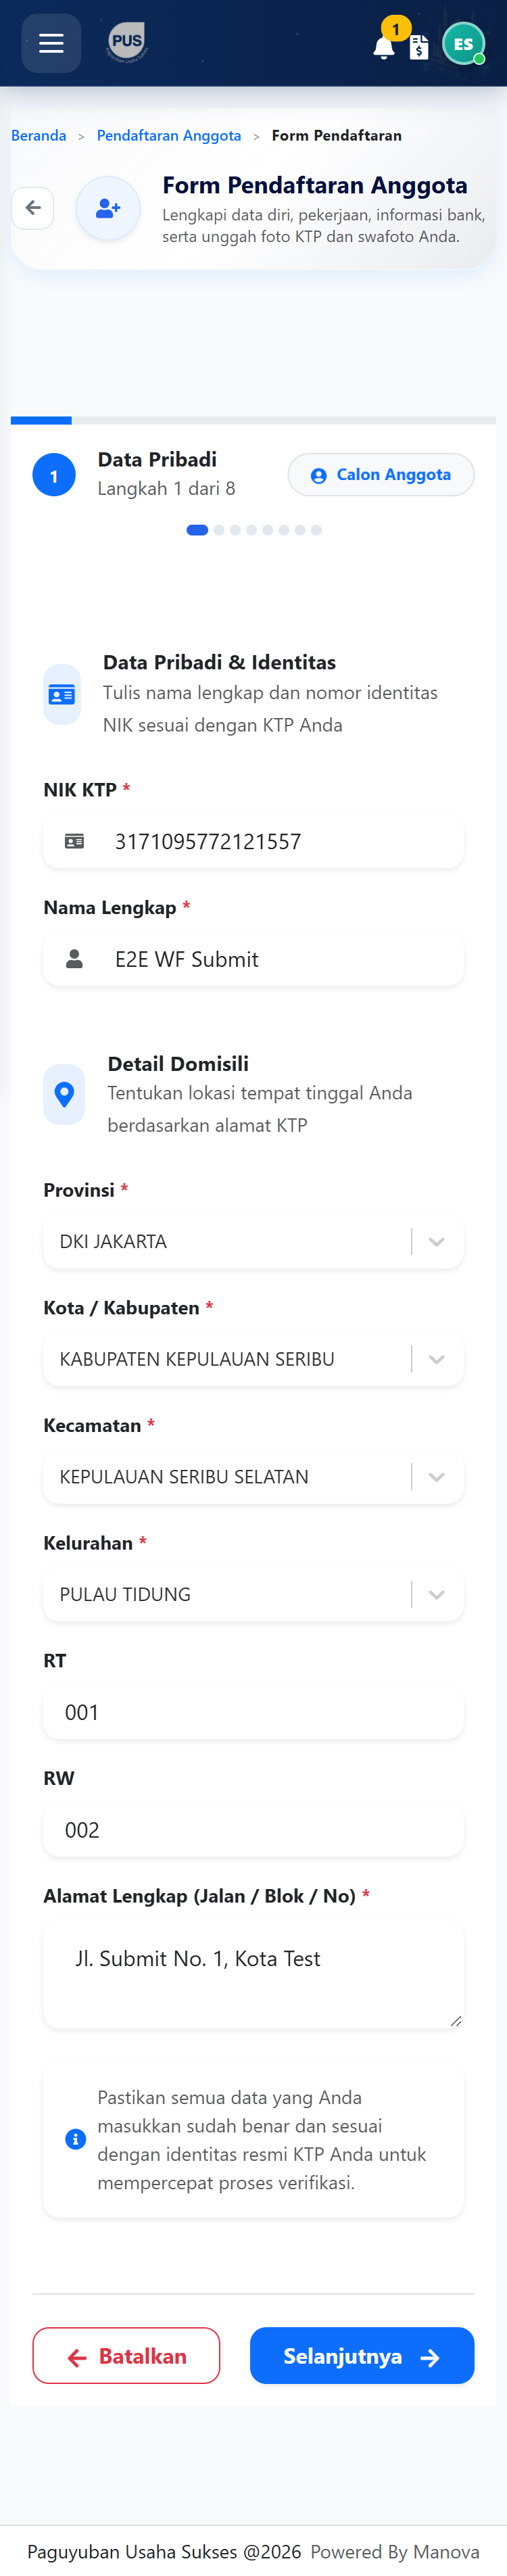 PUS
1
ES
Beranda > Pendaftaran Anggota > Form Pendaftaran
Form Pendaftaran Anggota
Lengkapi data diri, pekerjaan, informasi bank,
serta unggah foto KTP dan swafoto Anda.
1
Data Pribadi
Langkah 1 dari 8
Calon Anggota
Data Pribadi & Identitas
Tulis nama lengkap dan nomor identitas
NIK sesuai dengan KTP Anda
NIK KTP *
3171095772121557
Nama Lengkap *
E2E WF Submit
Detail Domisili
Tentukan lokasi tempat tinggal Anda
berdasarkan alamat KTP
Provinsi *
DKI JAKARTA
Kota / Kabupaten *
KABUPATEN KEPULAUAN SERIBU
Kecamatan *
KEPULAUAN SERIBU SELATAN
Kelurahan *
PULAU TIDUNG
RT
001
RW
002
Alamat Lengkap (Jalan / Blok / No) *
Jl. Submit No. 1, Kota Test
Pastikan semua data yang Anda
masukkan sudah benar dan sesuai
dengan identitas resmi KTP Anda untuk
mempercepat proses verifikasi.
Batalkan
Selanjutnya
Paguyuban Usaha Sukses @2026 Powered By Manova